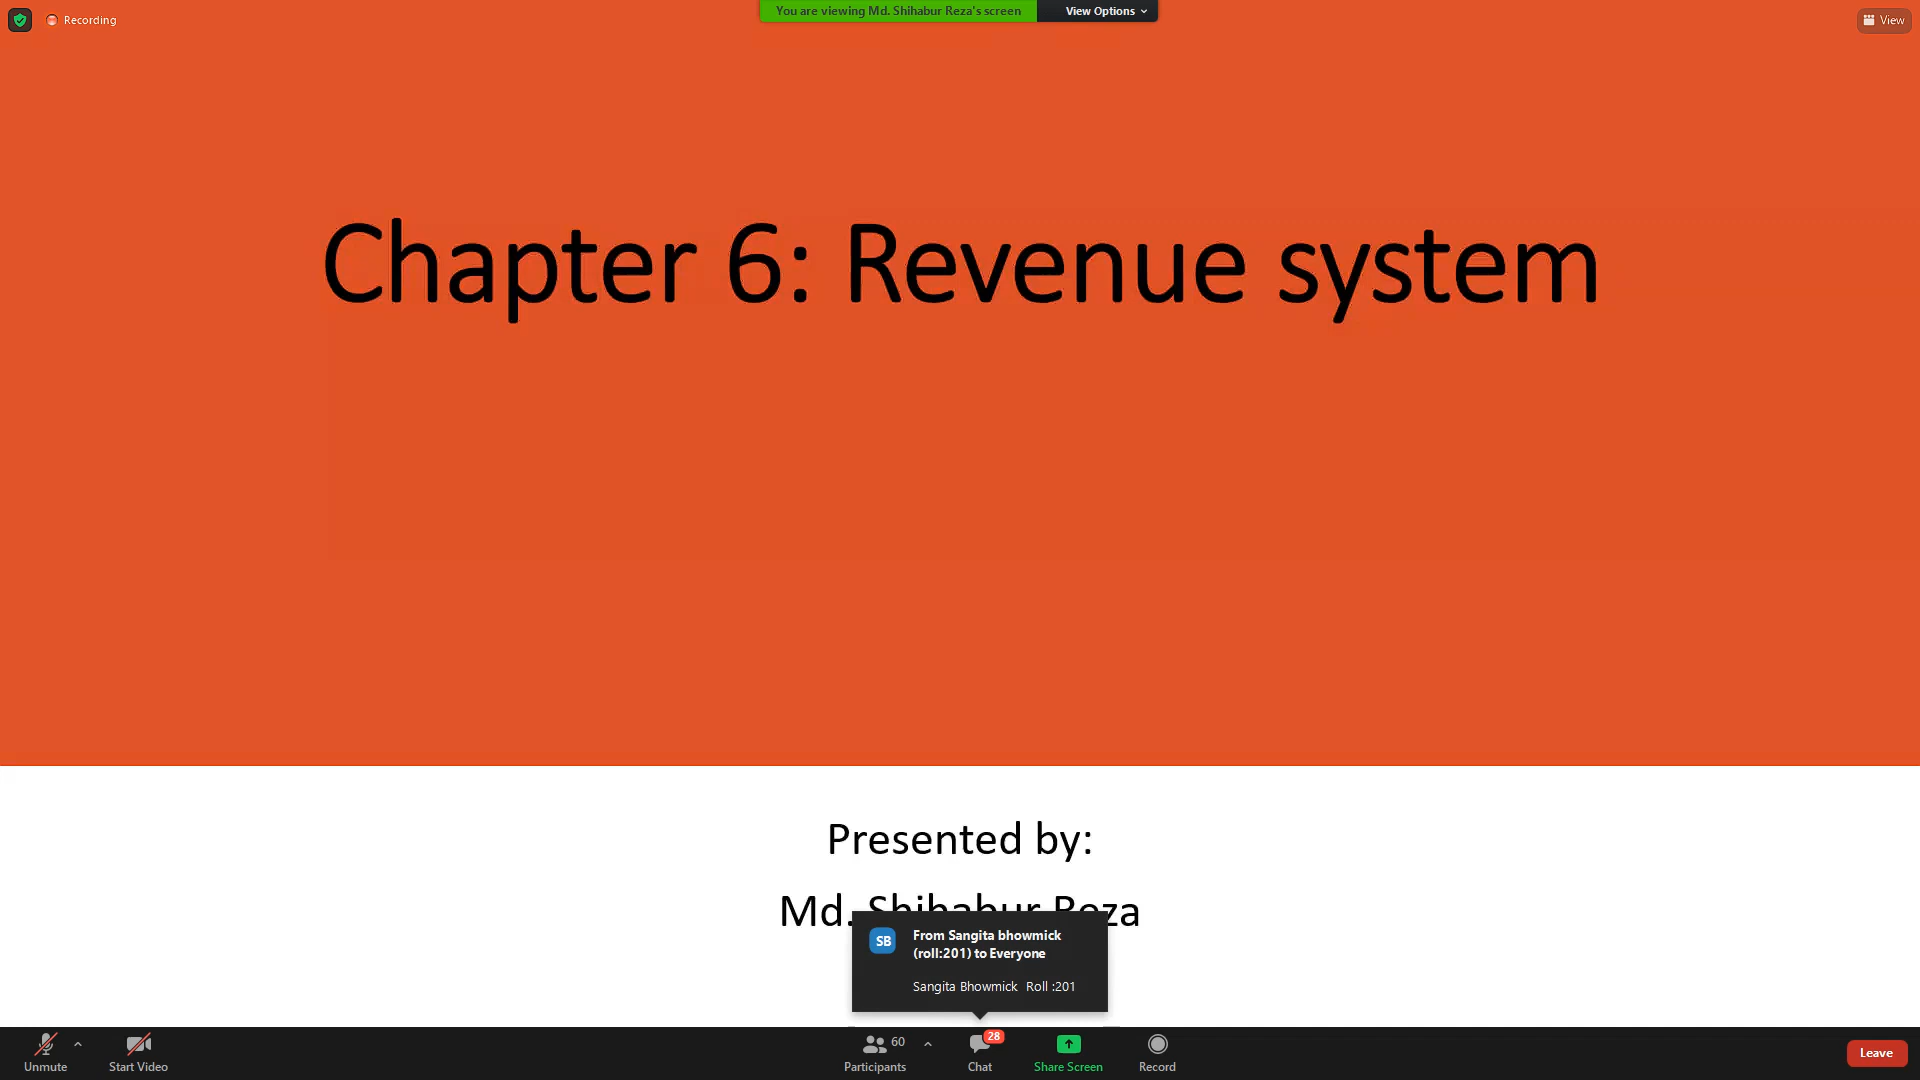 Recording
You are viewing Md. Shihabur Reza's screen
View Options
View
Chapter 6: Revenue system
Presented by:
Md. Shihabur Reza
SB
From Sangita bhowmick
(roll:201) to Everyone
Sangita Bhowmick Roll :201
Unmute
Start Video
60
Participants
28
Chat
Share Screen
Record
Leave